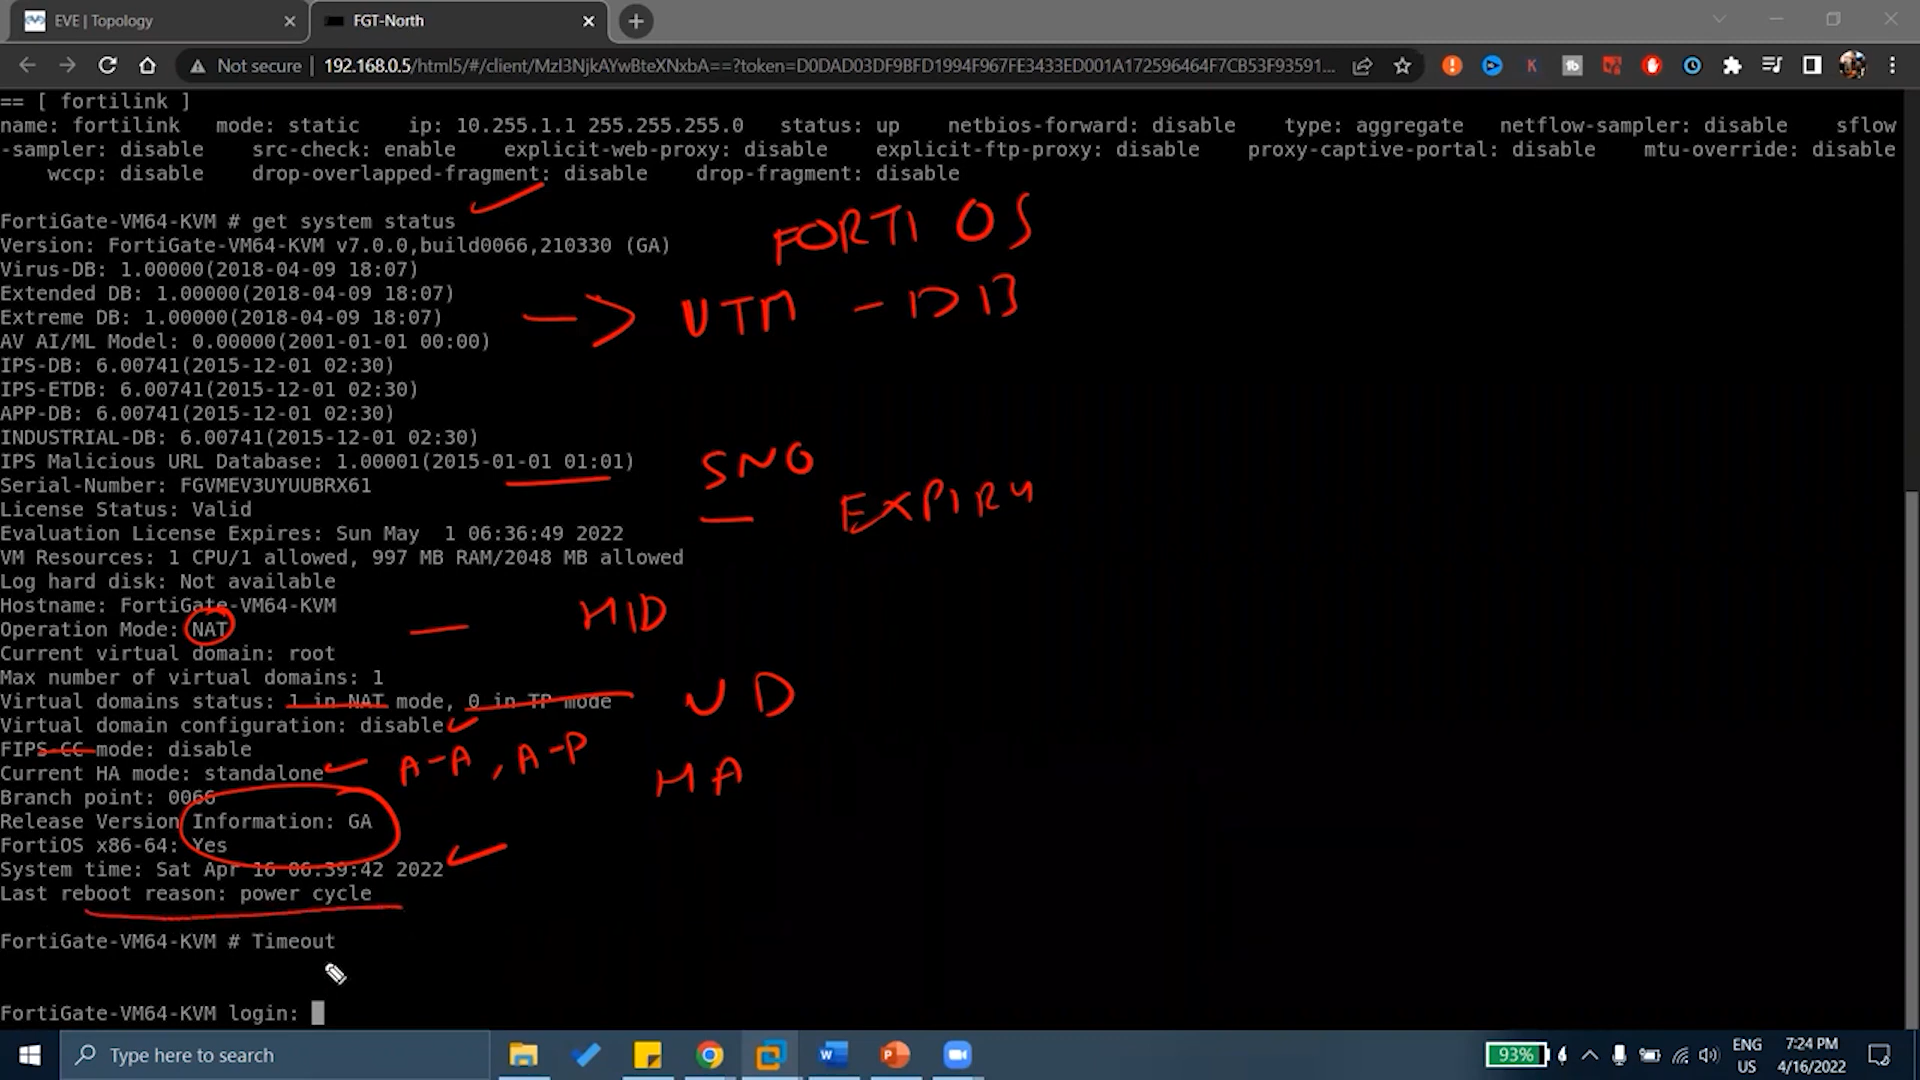 EVE | Topology
FGT-North
Not secure 192.168.0.5/html5/#/client/MzI3NjkAYwBteXNxbA==?token=D0DAD03DF9BFD1994F967FE3433ED001A172596464F7CB53F93591...
== [ fortilink ]
name: fortilink mode: static ip: 10.255.1.1 255.255.255.0 status: up netbios-forward: disable type: aggregate netflow-sampler: disable sflow
-sampler: disable src-check: enable explicit-web-proxy: disable explicit-ftp-proxy: disable proxy-captive-portal: disable mtu-override: disable
wccp: disable drop-overlapped-fragment: disable drop-fragment: disable
FortiGate-VM64-KVM # get system status
FORTI OS
Version: FortiGate-VM64-KVM v7.0.0,build0066,210330 (GA)
Virus-DB: 1.00000(2018-04-09 18:07)
Extended DB: 1.00000(2018-04-09 18:07)
UTM - DB
Extreme DB: 1.00000(2018-04-09 18:07)
AV AI/ML Model: 0.00000(2001-01-01 00:00)
IPS-DB: 6.00741(2015-12-01 02:30)
IPS-ETDB: 6.00741(2015-12-01 02:30)
APP-DB: 6.00741(2015-12-01 02:30)
INDUSTRIAL-DB: 6.00741(2015-12-01 02:30)
IPS Malicious URL Database: 1.00001(2015-01-01 01:01)
SNO
Serial-Number: FGVMEV3UYUUBRX61
EXPIRY
License Status: Valid
Evaluation License Expires: Sun May 1 06:36:49 2022
VM Resources: 1 CPU/1 allowed, 997 MB RAM/2048 MB allowed
Log hard disk: Not available
Hostname: FortiGate-VM64-KVM
HID
Operation Mode: NAT
Current virtual domain: root
Max number of virtual domains: 1
Virtual domains status: 1 in NAT mode, 0 in TP mode
VD
Virtual domain configuration: disable
FIPS-CC mode: disable
A-A, A-P
Current HA mode: standalone
HA
Branch point: 0066
Release Version Information: GA
FortiOS x86-64: Yes
System time: Sat Apr 16 06:39:42 2022
Last reboot reason: power cycle
FortiGate-VM64-KVM # Timeout
FortiGate-VM64-KVM login:
Type here to search
93%
ENG
US
7:24 PM
4/16/2022